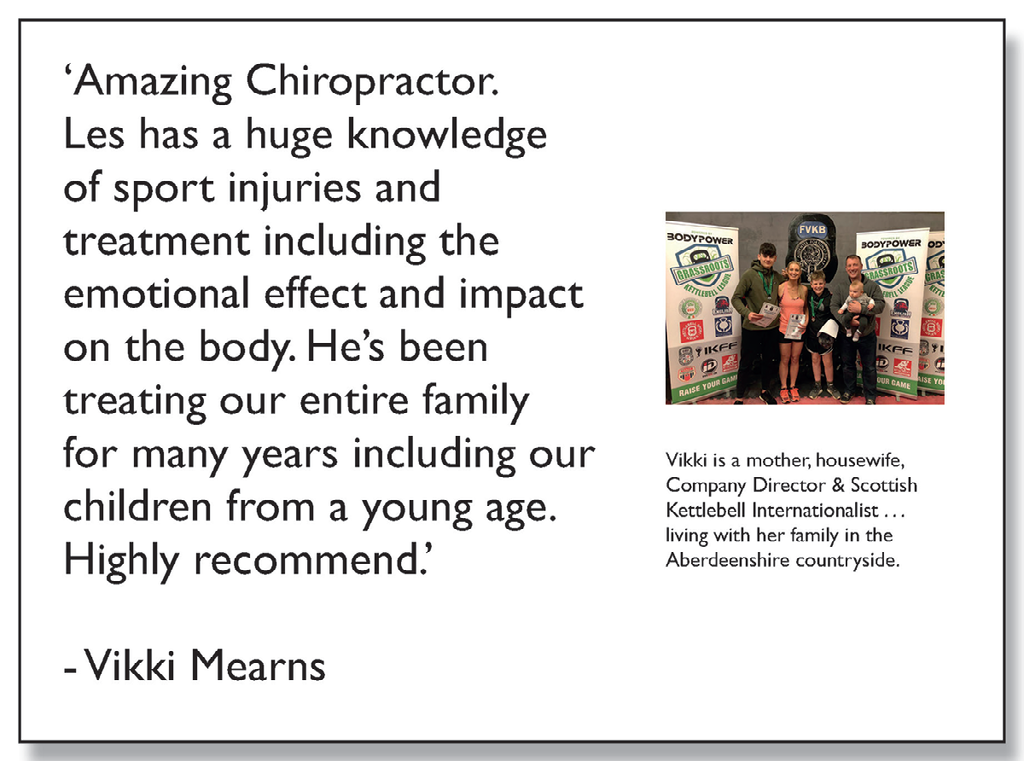 ‘Amazing Chiropractor.
Les has a huge knowledge
of sport injuries and
treatment including the
emotional effect and impact
on the body. He’s been
treating our entire family
for many years including our
children from a young age.
Highly recommend.’
- Vikki Mearns
FVKB
BODYPOWER
GRASSROOTS
KETTLEBELL LEAGUE
IKFF
RAISE YOUR GAME
BODYPOWER
GRASSROOTS
IKFF
YOUR GAME
Vikki is a mother, housewife,
Company Director & Scottish
Kettlebell Internationalist . . .
living with her family in the
Aberdeenshire countryside.